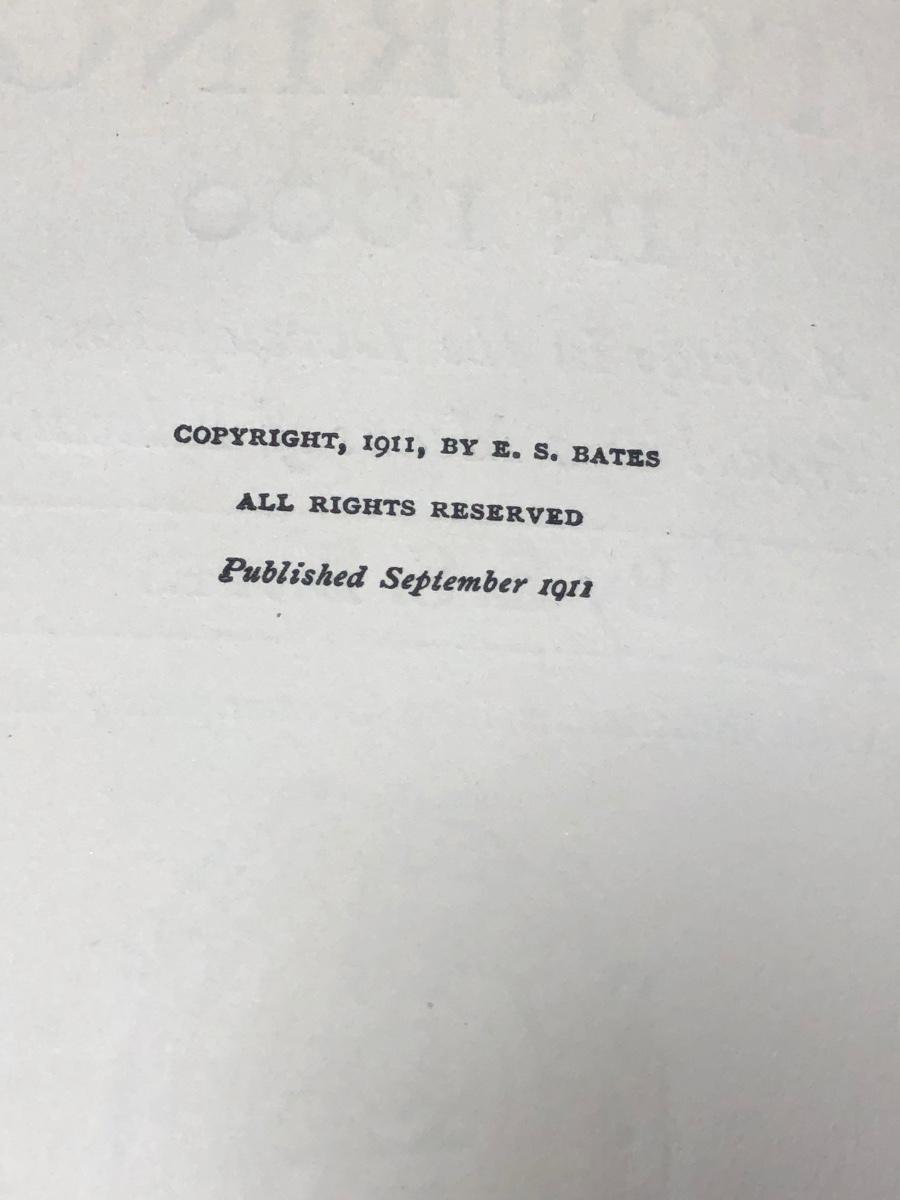 COPYRIGHT, 1911, BY E. S. BATES
ALL RIGHTS RESERVED
Published September 1911